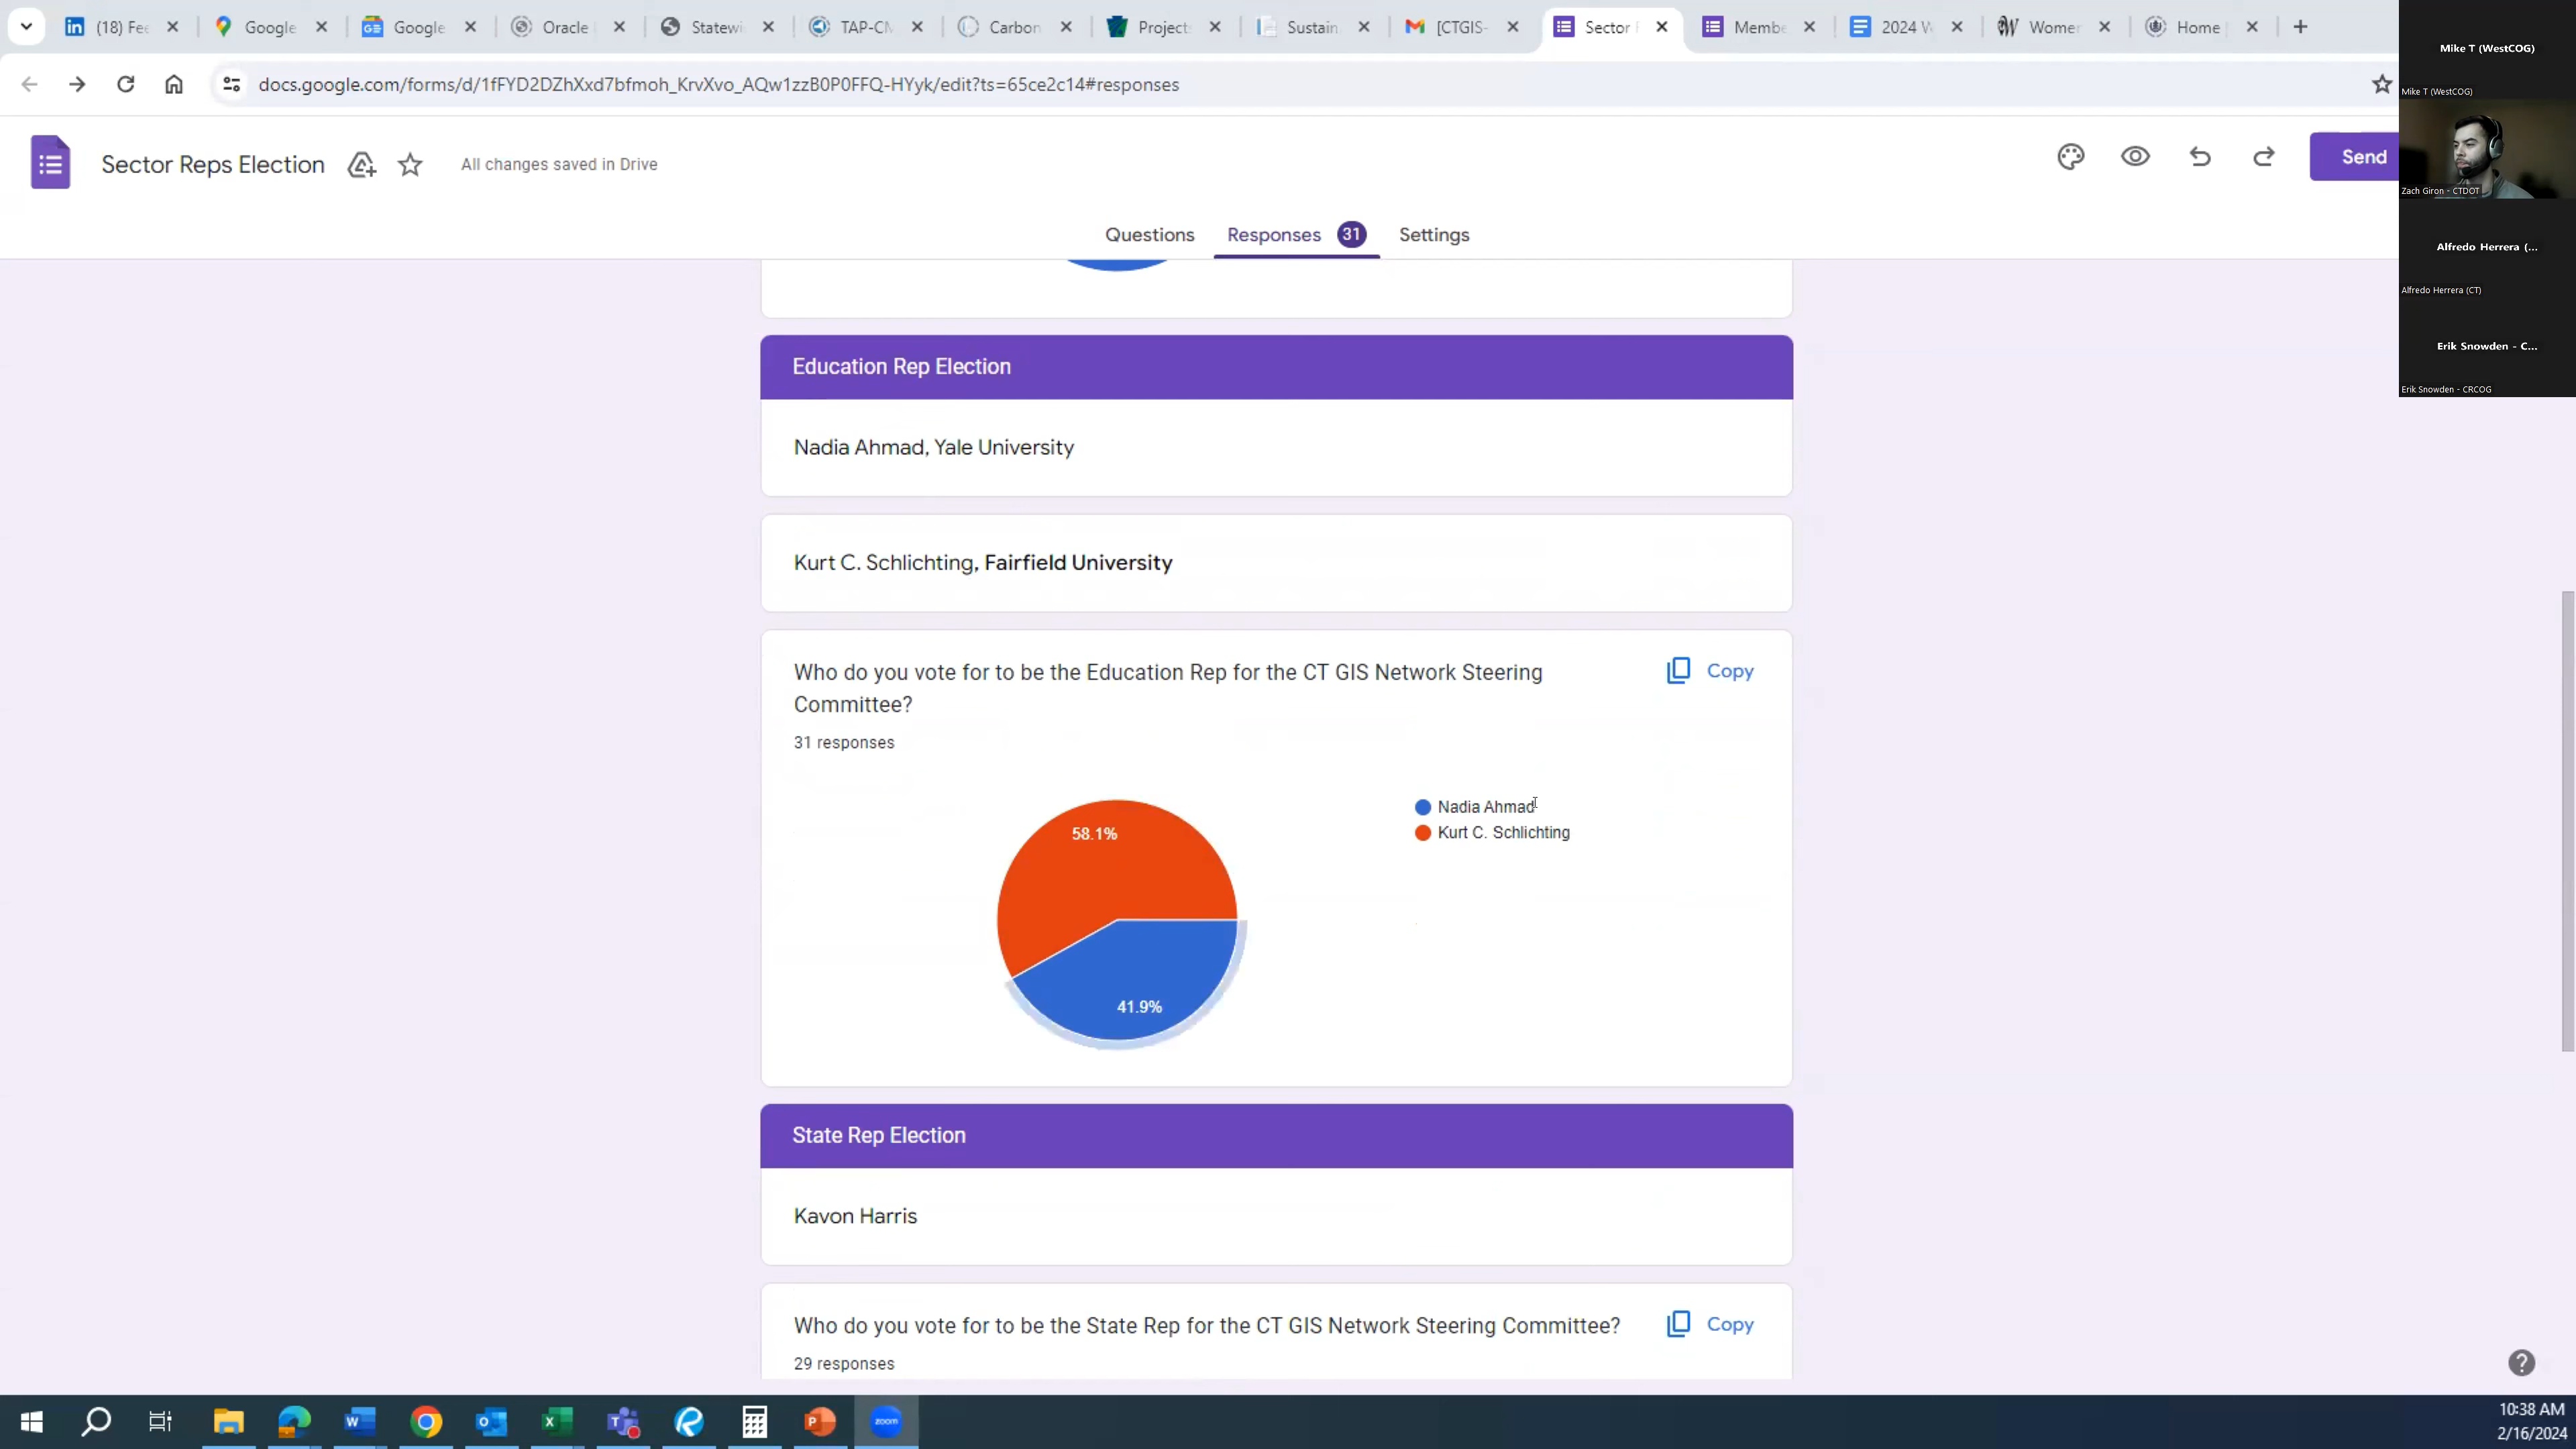 (18) Fee
Google
Google
Oracle
Statewi
TAP-CM
Carbon
Project:
Sustain
[CTGIS-
Sector
Membe
2024 W
Women
Home
docs.google.com/forms/d/1fFYD2DZhXxd7bfmoh_KrvXvo_AQw1zzB0P0FFQ-HYyk/edit?ts=65ce2c14#responses
Sector Reps Election
All changes saved in Drive
Send
Questions
Responses 31
Settings
Mike T (WestCOG)
Mike T (WestCOG)
Zach Giron - CTDOT
Alfredo Herrera (...
Alfredo Herrera (CT)
Erik Snowden - C...
Erik Snowden - CRCOG
Education Rep Election
Nadia Ahmad, Yale University
Kurt C. Schlichting, Fairfield University
Who do you vote for to be the Education Rep for the CT GIS Network Steering
Committee?
Copy
31 responses
58.1%
41.9%
Nadia Ahmad
Kurt C. Schlichting
State Rep Election
Kavon Harris
Who do you vote for to be the State Rep for the CT GIS Network Steering Committee?
Copy
29 responses
zoom
10:38 AM
2/16/2024